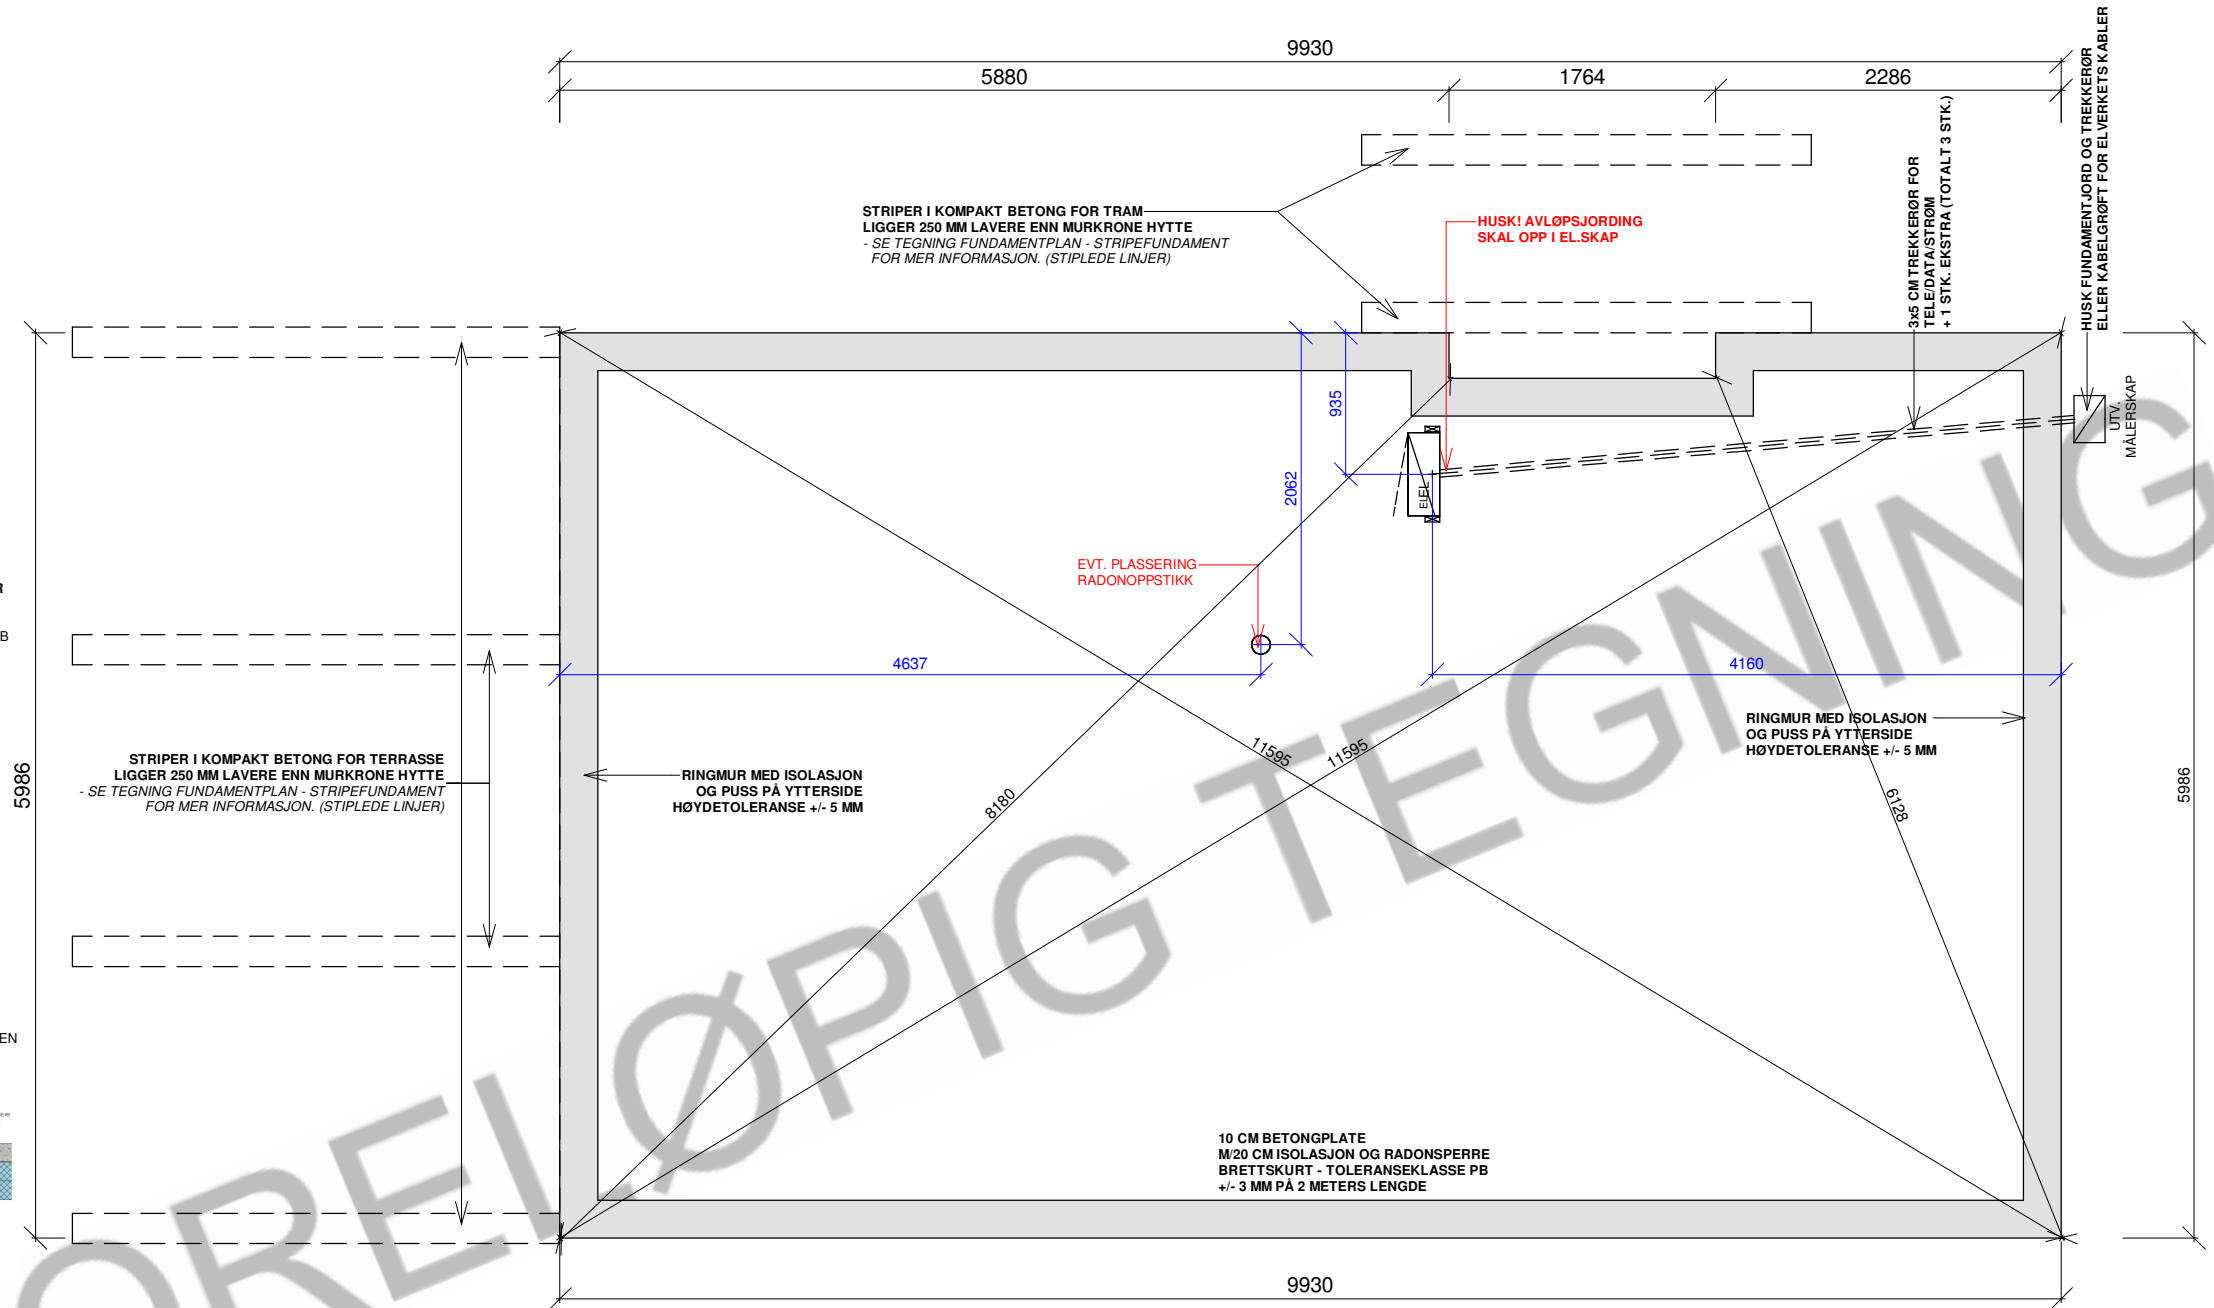 9930
5880
1764
2286
HUSK FUNDAMENTJORD OG TREKKERØR
ELLER KABELGRØFT FOR ELVERKETS KABLER
3x5 CM TREKKERØR FOR
TELE/DATA/STRØM
+ 1 STK. EKSTRA (TOTALT 3 STK.)
STRIPER I KOMPAKT BETONG FOR TRAM
LIGGER 250 MM LAVERE ENN MURKRONE HYTTE
- SE TEGNING FUNDAMENTPLAN - STRIPEFUNDAMENT
FOR MER INFORMASJON. (STIPLEDE LINJER)
HUSK! AVLØPSJORDING
SKAL OPP I EL.SKAP
UTV.
MÅLERSKAP
935
2062
EL
EL
EVT. PLASSERING
RADONOPPSTIKK
R
B
4637
4160
RINGMUR MED ISOLASJON
OG PUSS PÅ YTTERSIDE
HØYDETOLERANSE +/- 5 MM
STRIPER I KOMPAKT BETONG FOR TERRASSE
LIGGER 250 MM LAVERE ENN MURKRONE HYTTE
- SE TEGNING FUNDAMENTPLAN - STRIPEFUNDAMENT
FOR MER INFORMASJON. (STIPLEDE LINJER)
RINGMUR MED ISOLASJON
OG PUSS PÅ YTTERSIDE
HØYDETOLERANSE +/- 5 MM
5986
8180
11595
11595
6128
5986
EN
10 CM BETONGPLATE
M/20 CM ISOLASJON OG RADONSPERRE
BRETTSKURT - TOLERANSEKLASSE PB
+/- 3 MM PÅ 2 METERS LENGDE
9930
ORELØPIG TEGNING